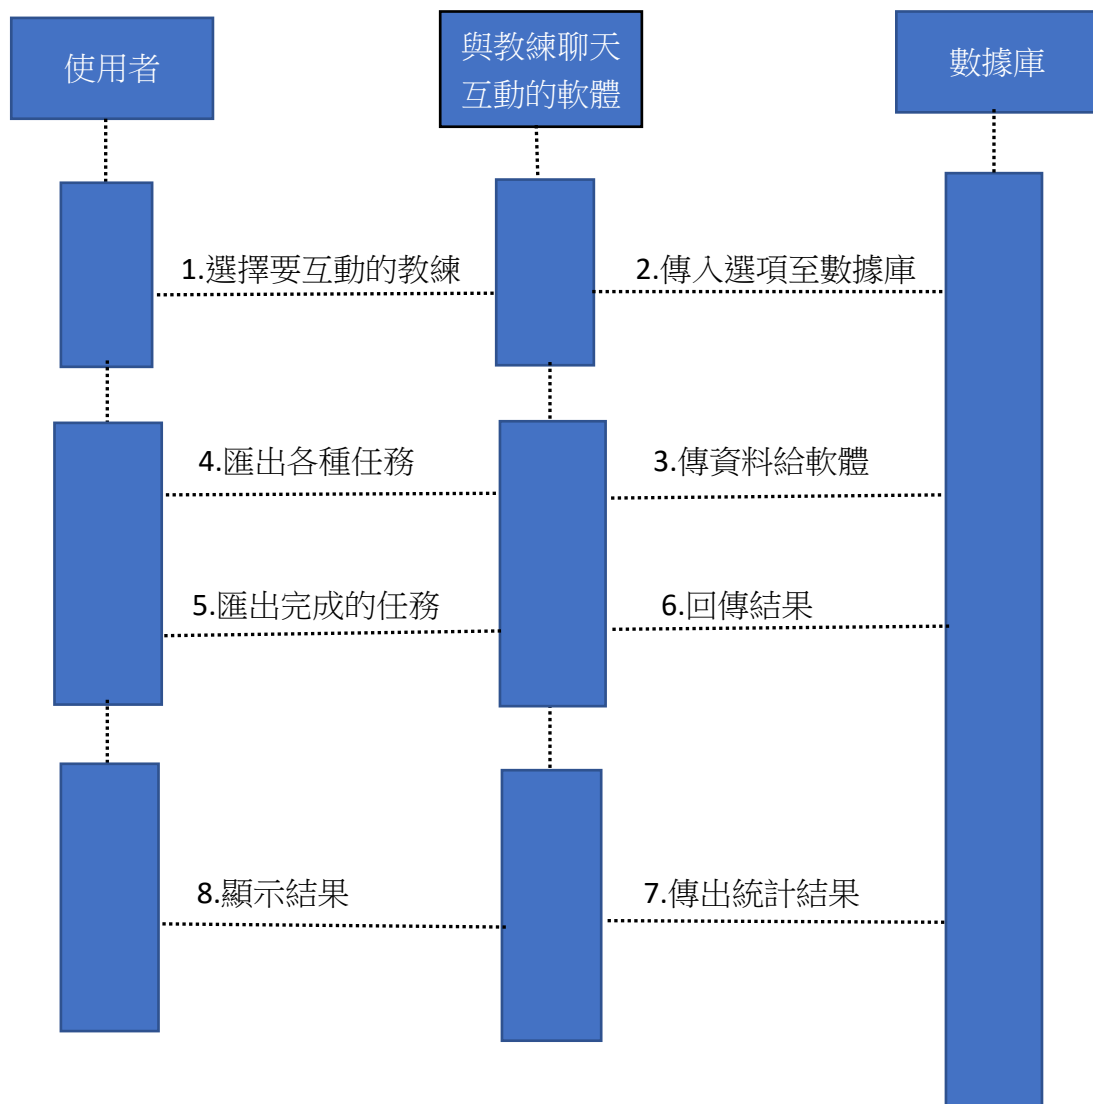 使用者
與教練聊天
互動的軟體
數據庫
1.選擇要互動的教練
2.傳入選項至數據庫
4.匯出各種任務
3.傳資料給軟體
5.匯出完成的任務
6.回傳結果
8.顯示結果
7.傳出統計結果